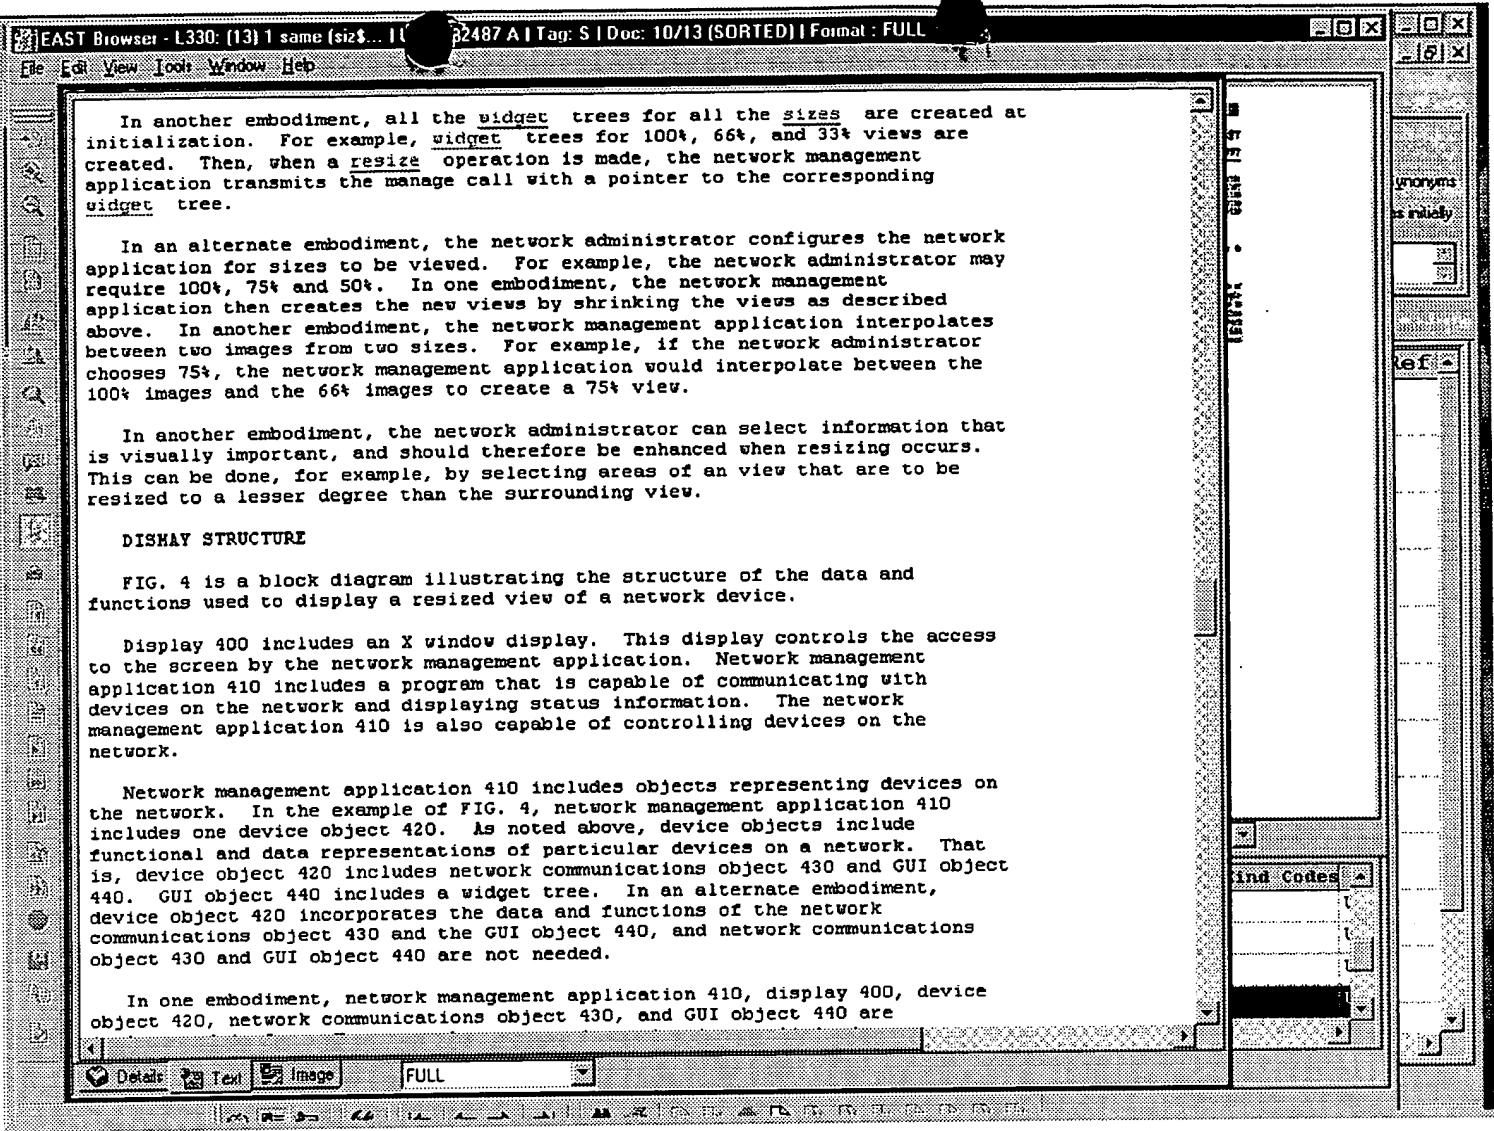 EAST Browser - L330: (13) 1 same (siz$... | U 82487 A | Tag: S | Doc: 10/13 (SORTED) | Format : FULL
File Edit View Tools Window Help
In another embodiment, all the widget trees for all the sizes are created at
initialization. For example, widget trees for 100%, 66%, and 33% views are
created. Then, when a resize operation is made, the network management
application transmits the manage call with a pointer to the corresponding
widget tree.
In an alternate embodiment, the network administrator configures the network
application for sizes to be viewed. For example, the network administrator may
require 100%, 75% and 50%. In one embodiment, the network management
application then creates the new views by shrinking the views as described
above. In another embodiment, the network management application interpolates
between two images from two sizes. For example, if the network administrator
chooses 75%, the network management application would interpolate between the
100% images and the 66% images to create a 75% view.
In another embodiment, the network administrator can select information that
is visually important, and should therefore be enhanced when resizing occurs.
This can be done, for example, by selecting areas of an view that are to be
resized to a lesser degree than the surrounding view.
DISMAY STRUCTURE
FIG. 4 is a block diagram illustrating the structure of the data and
functions used to display a resized view of a network device.
Display 400 includes an X window display. This display controls the access
to the screen by the network management application. Network management
application 410 includes a program that is capable of communicating with
devices on the network and displaying status information. The network
management application 410 is also capable of controlling devices on the
network.
Network management application 410 includes objects representing devices on
the network. In the example of FIG. 4, network management application 410
includes one device object 420. As noted above, device objects include
functional and data representations of particular devices on a network. That
is, device object 420 includes network communications object 430 and GUI object
440. GUI object 440 includes a widget tree. In an alternate embodiment,
device object 420 incorporates the data and functions of the network
communications object 430 and the GUI object 440, and network communications
object 430 and GUI object 440 are not needed.
In one embodiment, network management application 410, display 400, device
object 420, network communications object 430, and GUI object 440 are
Details Text Image FULL
ynonyms
s initially
Ref
Kind Codes